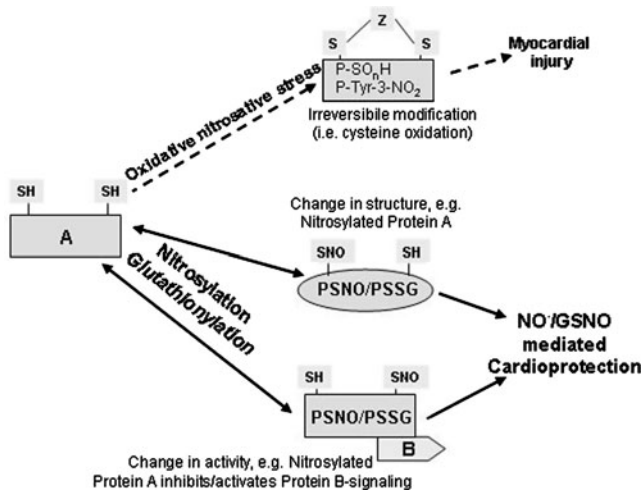 Z
S S
P-SOnH
P-Tyr-3-NO2
Myocardial
injury
Irreversibile modification
(i.e. cysteine oxidation)
Oxidative nitrosative stress
SH SH
A
Change in structure, e.g.
Nitrosylated Protein A
SNO SH
PSNO/PSSG
Nitrosylation
Glutathionylation
NO·/GSNO
mediated
Cardioprotection
SH SNO
PSNO/PSSG
B
Change in activity, e.g. Nitrosylated
Protein A inhibits/activates Protein B-signaling